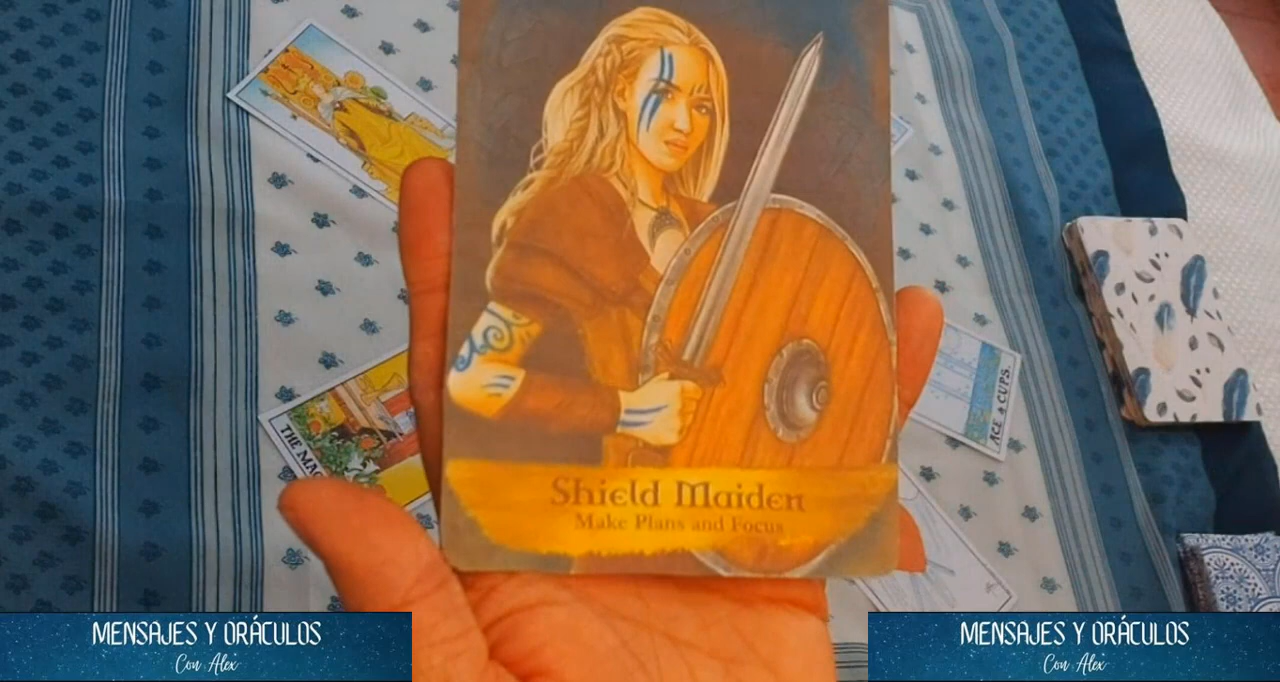 Shield Maiden
Make Plans and Focus
THE MAG
ACE of CUPS.
MENSAJES Y ORÁCULOS
Con Alex
MENSAJES Y ORÁCULOS
Con Alex